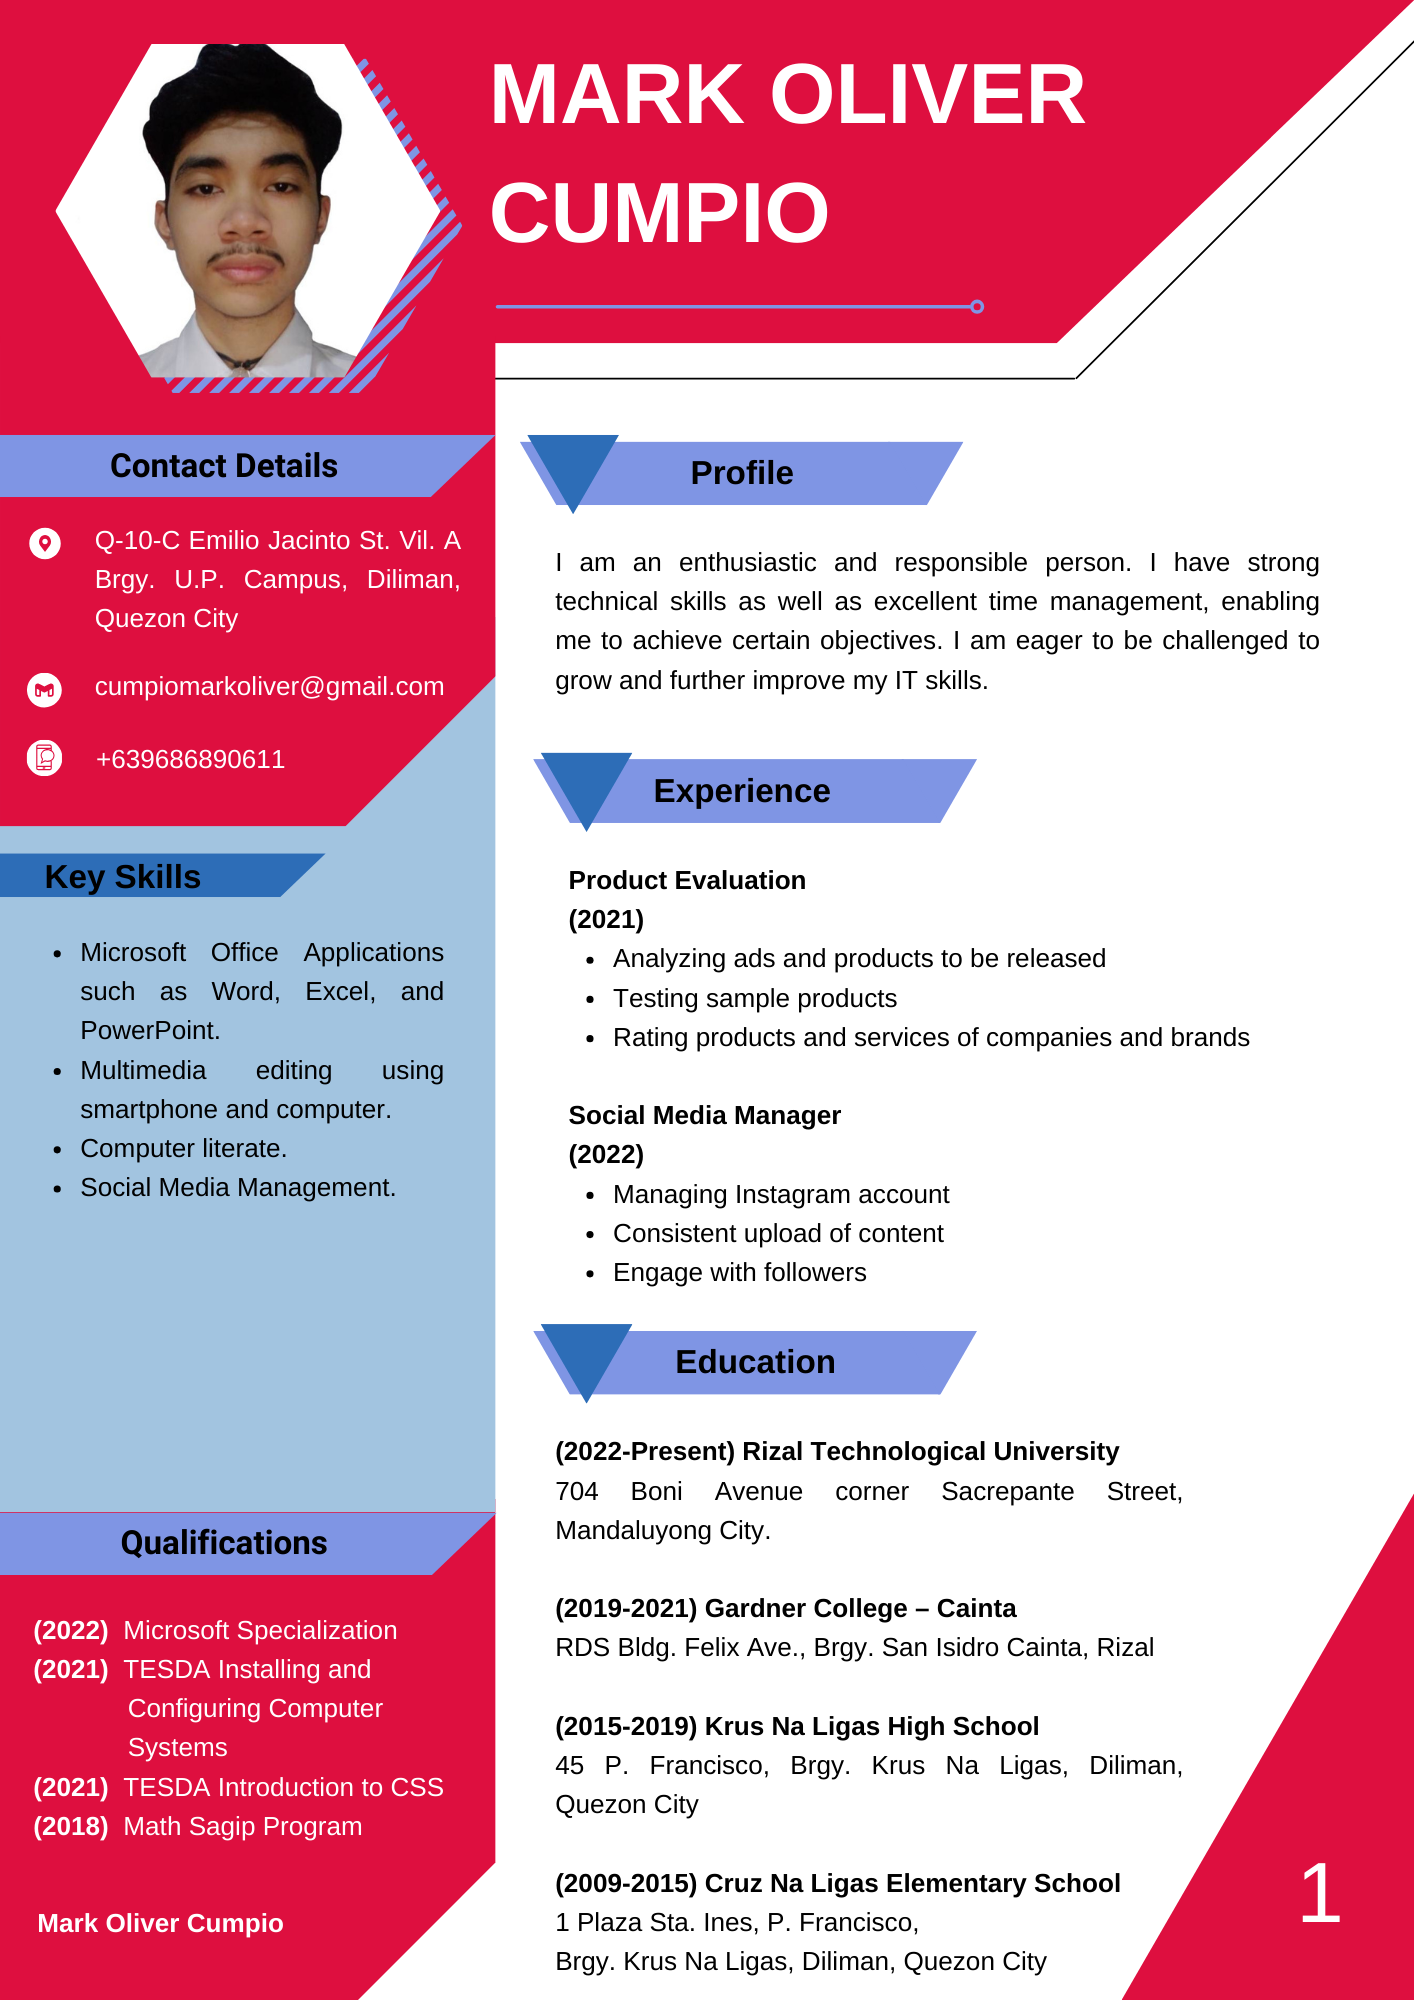 MARK OLIVER
CUMPIO
Contact Details
Q-10-C Emilio Jacinto St. Vil. A
Brgy. U.P. Campus, Diliman,
Quezon City
cumpiomarkoliver@gmail.com
+639686890611
Key Skills
• Microsoft Office Applications
such as Word, Excel, and
PowerPoint.
• Multimedia editing using
smartphone and computer.
• Computer literate.
• Social Media Management.
Qualifications
(2022) Microsoft Specialization
(2021) TESDA Installing and
Configuring Computer
Systems
(2021) TESDA Introduction to CSS
(2018) Math Sagip Program
Mark Oliver Cumpio
Profile
I am an enthusiastic and responsible person. I have strong
technical skills as well as excellent time management, enabling
me to achieve certain objectives. I am eager to be challenged to
grow and further improve my IT skills.
Experience
Product Evaluation
(2021)
• Analyzing ads and products to be released
• Testing sample products
• Rating products and services of companies and brands
Social Media Manager
(2022)
• Managing Instagram account
• Consistent upload of content
• Engage with followers
Education
(2022-Present) Rizal Technological University
704 Boni Avenue corner Sacrepante Street,
Mandaluyong City.
(2019-2021) Gardner College – Cainta
RDS Bldg. Felix Ave., Brgy. San Isidro Cainta, Rizal
(2015-2019) Krus Na Ligas High School
45 P. Francisco, Brgy. Krus Na Ligas, Diliman,
Quezon City
(2009-2015) Cruz Na Ligas Elementary School
1 Plaza Sta. Ines, P. Francisco,
Brgy. Krus Na Ligas, Diliman, Quezon City
1